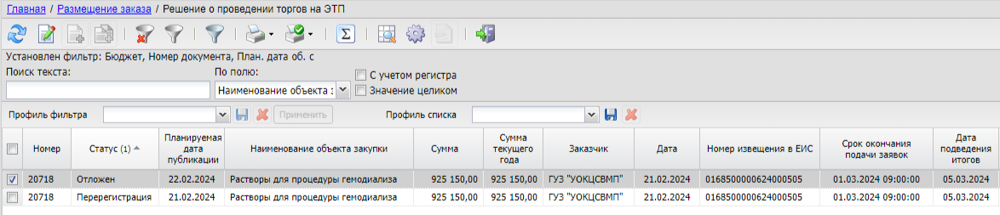 Главная / Размещение заказа / Решение о проведении торгов на ЭТП
Установлен фильтр: Бюджет, Номер документа, План. дата об. с
Поиск текста: По полю: С учетом регистра
Наименование объекта з Значение целиком
Профиль фильтра Применить Профиль списка
Номер Статус (1) Планируемая дата публикации Наименование объекта закупки Сумма Сумма текущего года Заказчик Дата Номер извещения в ЕИС Срок окончания подачи заявок Дата подведения итогов
20718 Отложен 22.02.2024 Растворы для процедуры гемодиализа 925 150,00 925 150,00 ГУЗ "УОКЦСВМП" 21.02.2024 0168500000624000505 01.03.2024 09:00:00 05.03.2024
20718 Перерегистрация 21.02.2024 Растворы для процедуры гемодиализа 925 150,00 925 150,00 ГУЗ "УОКЦСВМП" 21.02.2024 0168500000624000505 01.03.2024 09:00:00 05.03.2024